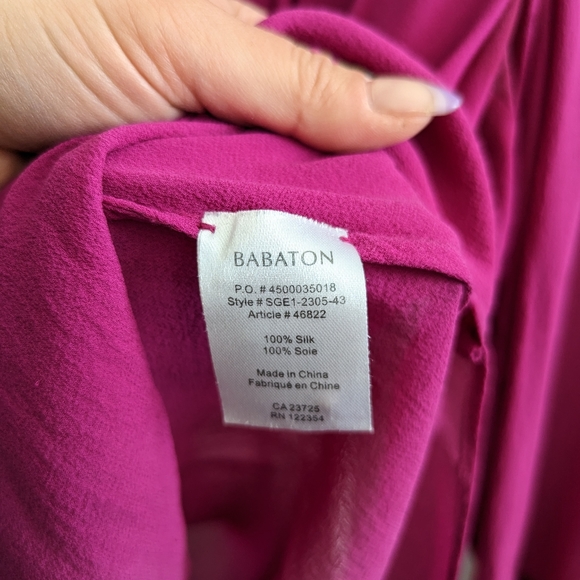 BABATON
P.O. # 4500035018
Style # SGE1-2305-43
Article # 46822
100% Silk
100% Soie
Made in China
Fabriqué en Chine
CA 23725
RN 122354